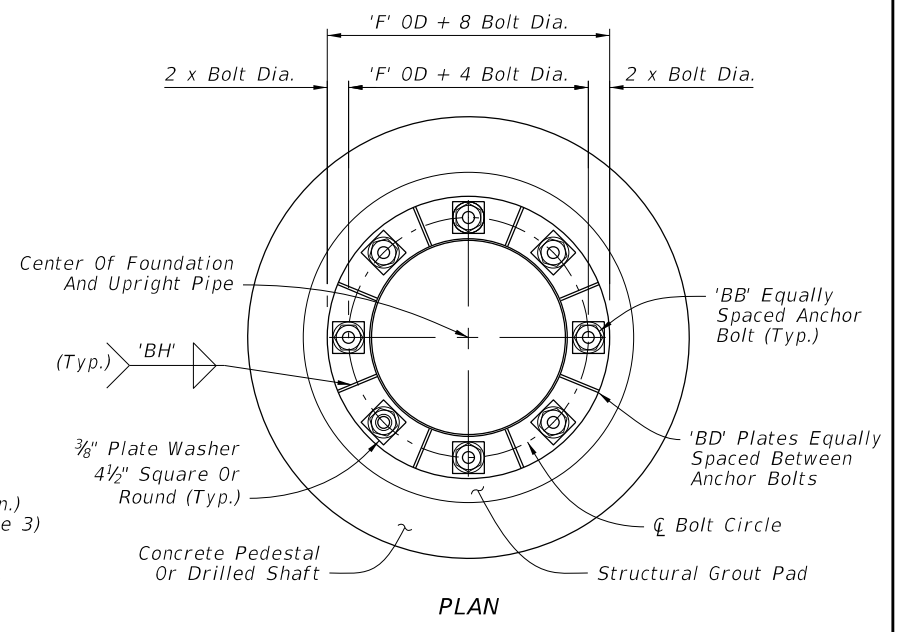 'F' OD + 8 Bolt Dia.
2 x Bolt Dia.
'F' OD + 4 Bolt Dia.
2 x Bolt Dia.
Center Of Foundation
And Upright Pipe
'BB' Equally
Spaced Anchor
Bolt (Typ.)
(Typ.)
'BH'
⅜" Plate Washer
4½" Square Or
Round (Typ.)
'BD' Plates Equally
Spaced Between
Anchor Bolts
n.)
e 3)
℄ Bolt Circle
Concrete Pedestal
Or Drilled Shaft
Structural Grout Pad
PLAN